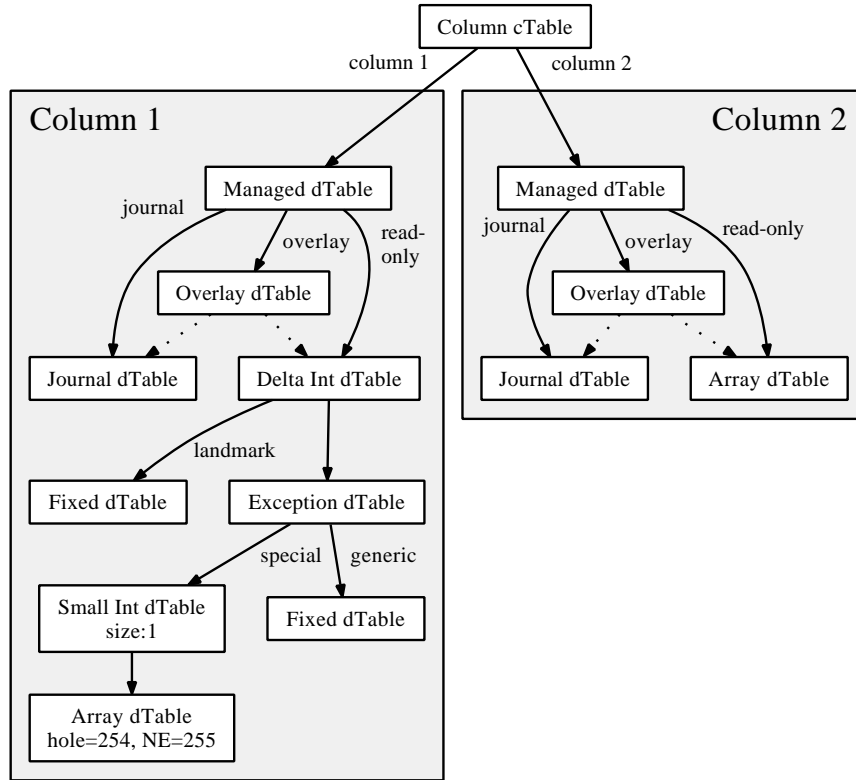 Column cTable
column 1
column 2
Column 1
Managed dTable
journal
overlay
read-
only
Overlay dTable
Journal dTable
Delta Int dTable
landmark
Fixed dTable
Exception dTable
special
generic
Small Int dTable
size:1
Fixed dTable
Array dTable
hole=254, NE=255
Column 2
Managed dTable
journal
overlay
read-only
Overlay dTable
Journal dTable
Array dTable